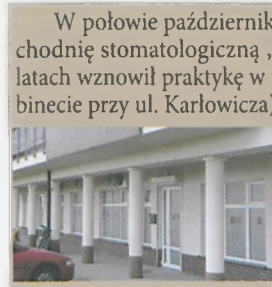 W połowie październik
chodnię stomatologiczną „
latach wznowił praktykę w
binecie przy ul. Karłowicza)